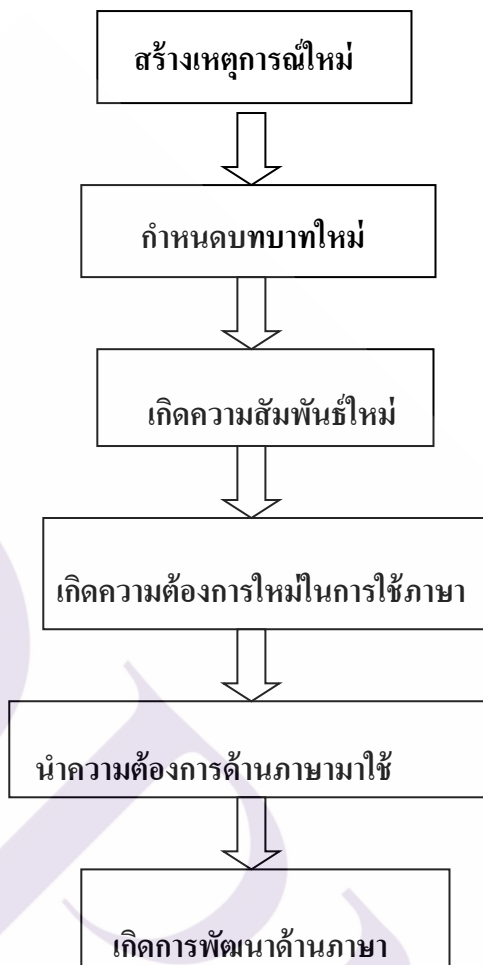 สร้างเหตุการณ์ใหม่
กำหนดบทบาทใหม่
เกิดความสัมพันธ์ใหม่
เกิดความต้องการใหม่ในการใช้ภาษา
นำความต้องการด้านภาษามาใช้
เกิดการพัฒนาด้านภาษา